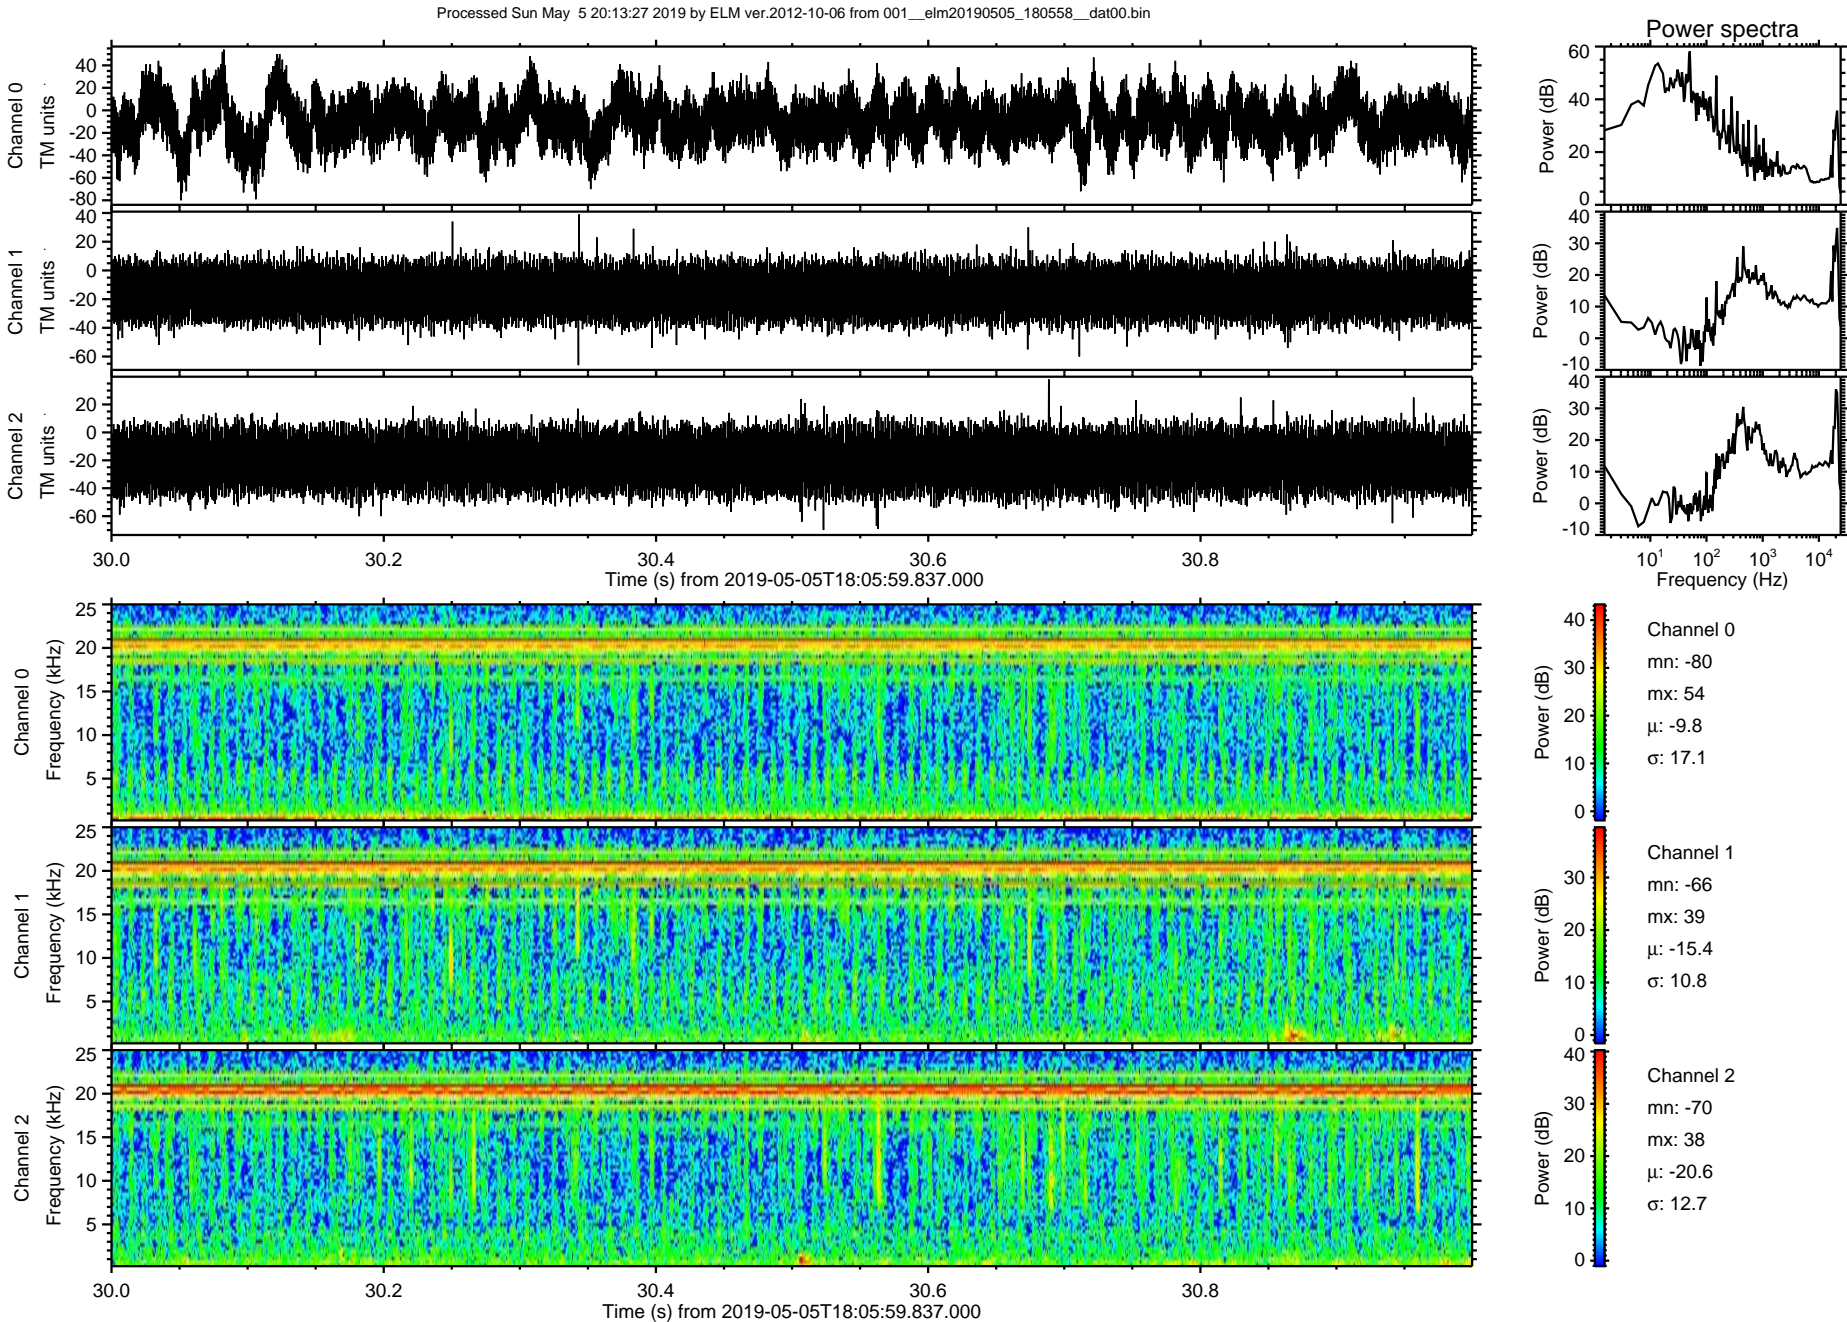 Processed Sun May  5 20:13:27 2019 by ELM ver.2012-10-06 from 001__elm20190505_180558__dat00.bin
Power spectra
Channel 0
TM units
40
20
0
-20
-40
-60
-80
Power (dB)
60
40
20
0
Channel 1
TM units
40
20
0
-20
-40
-60
Power (dB)
40
30
20
10
0
-10
Channel 2
TM units
20
0
-20
-40
-60
Power (dB)
40
30
20
10
0
-10
30.0 30.2 30.4 30.6 30.8
Time (s) from 2019-05-05T18:05:59.837.000
10^1 10^2 10^3 10^4
Frequency (Hz)
Channel 0
Frequency (kHz)
25
20
15
10
5
Power (dB)
40
30
20
10
0
Channel 0
mn: -80
mx: 54
μ: -9.8
σ: 17.1
Channel 1
Frequency (kHz)
25
20
15
10
5
Power (dB)
30
20
10
0
Channel 1
mn: -66
mx: 39
μ: -15.4
σ: 10.8
Channel 2
Frequency (kHz)
25
20
15
10
5
Power (dB)
40
30
20
10
0
Channel 2
mn: -70
mx: 38
μ: -20.6
σ: 12.7
30.0 30.2 30.4 30.6 30.8
Time (s) from 2019-05-05T18:05:59.837.000